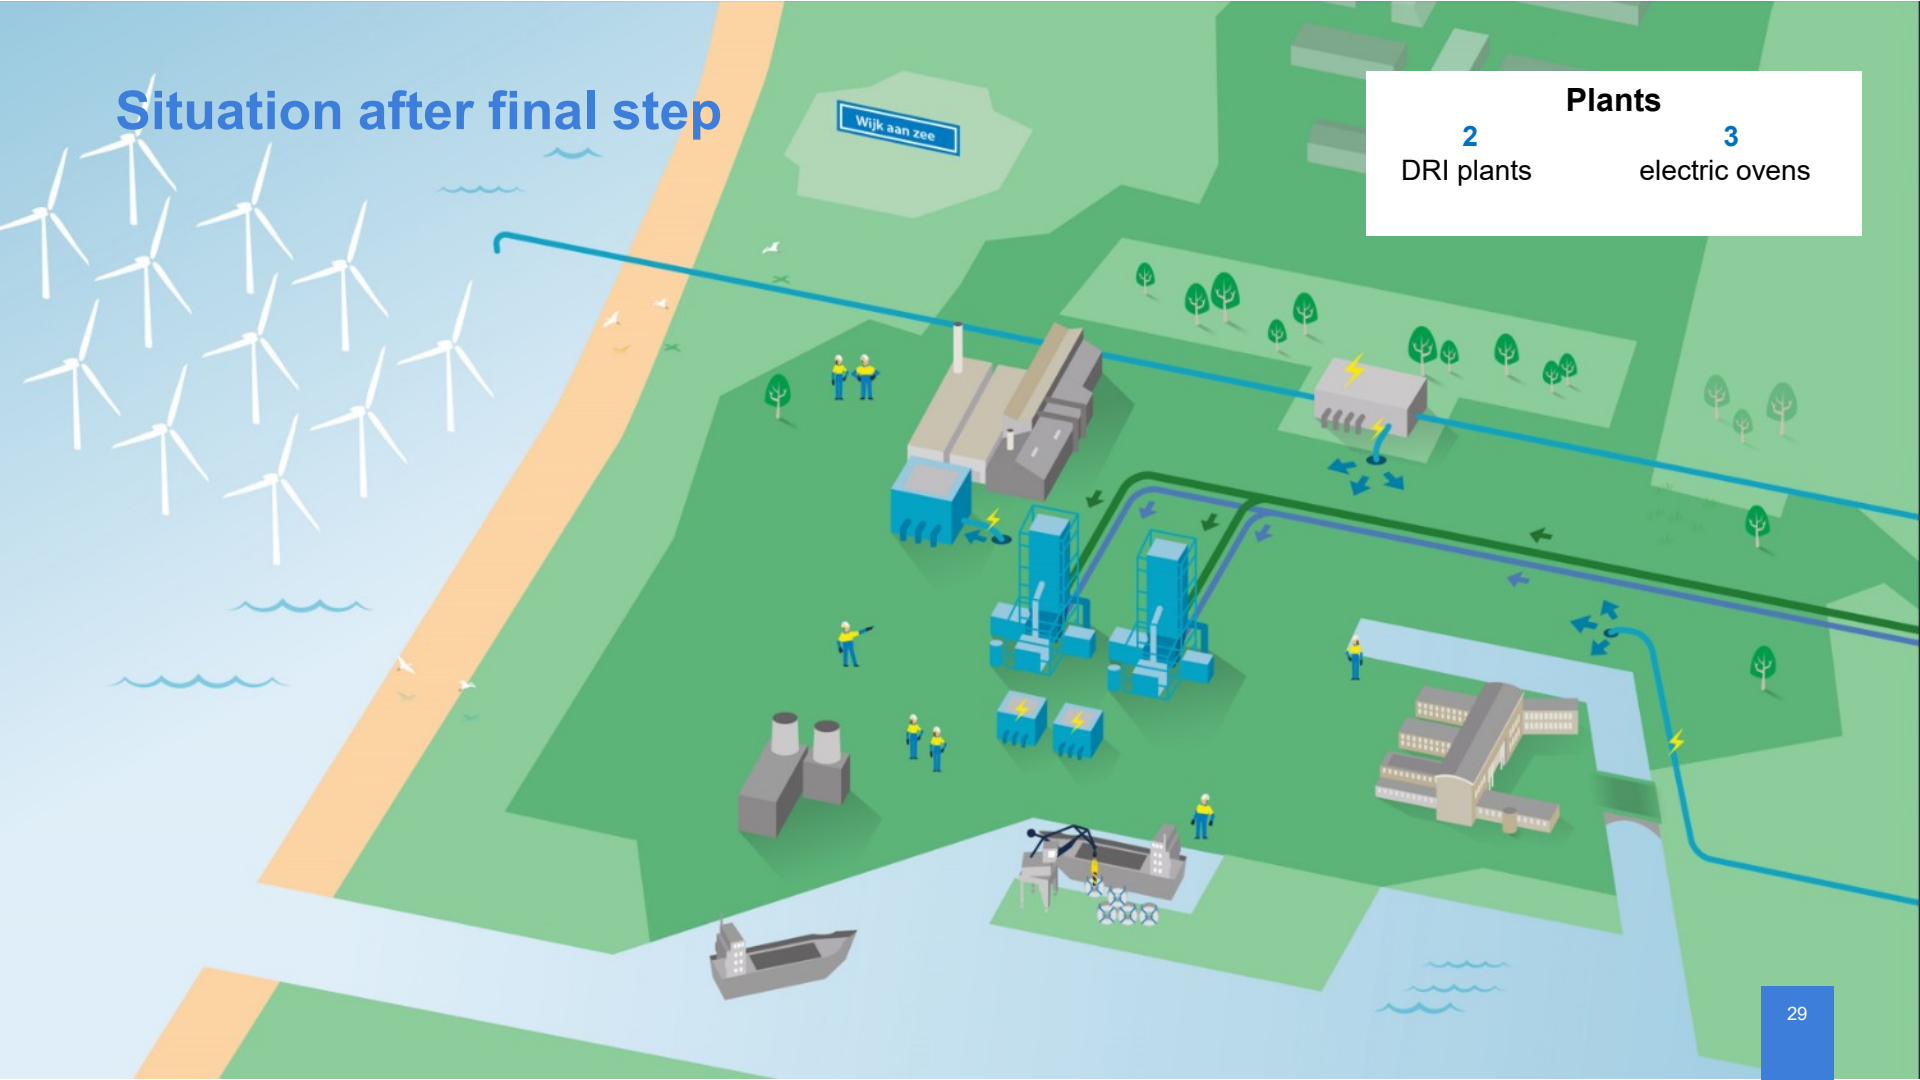 Situation after final step
Wijk aan zee
Plants
2 3
DRI plants electric ovens
29